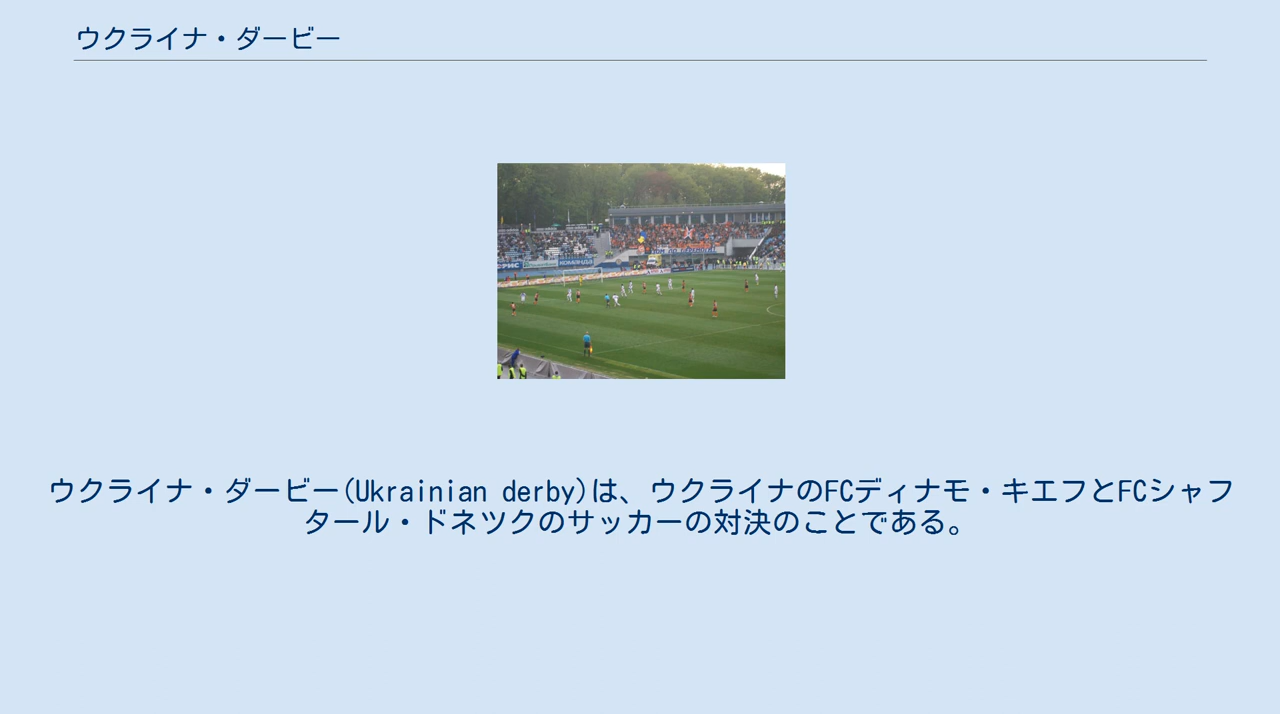 ウクライナ・ダービー
ウクライナ・ダービー(Ukrainian derby)は、ウクライナのFCディナモ・キエフとFCシャフ
タール・ドネツクのサッカーの対決のことである。